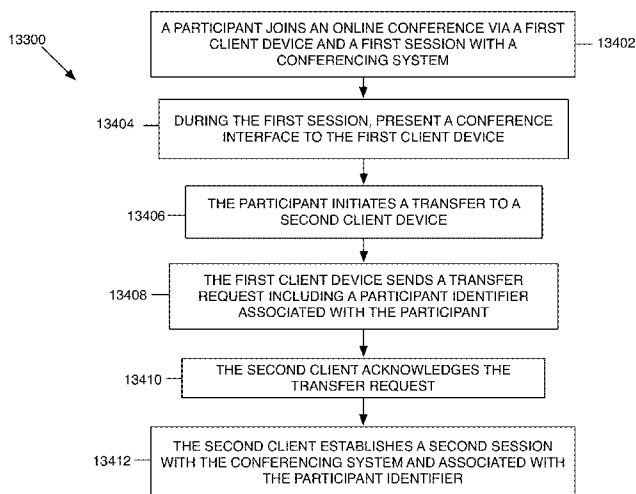 13300
A PARTICIPANT JOINS AN ONLINE CONFERENCE VIA A FIRST
CLIENT DEVICE AND A FIRST SESSION WITH A
CONFERENCING SYSTEM
13402
13404
DURING THE FIRST SESSION, PRESENT A CONFERENCE
INTERFACE TO THE FIRST CLIENT DEVICE
13406
THE PARTICIPANT INITIATES A TRANSFER TO A
SECOND CLIENT DEVICE
13408
THE FIRST CLIENT DEVICE SENDS A TRANSFER
REQUEST INCLUDING A PARTICIPANT IDENTIFIER
ASSOCIATED WITH THE PARTICIPANT
13410
THE SECOND CLIENT ACKNOWLEDGES THE
TRANSFER REQUEST
13412
THE SECOND CLIENT ESTABLISHES A SECOND SESSION
WITH THE CONFERENCING SYSTEM AND ASSOCIATED WITH
THE PARTICIPANT IDENTIFIER